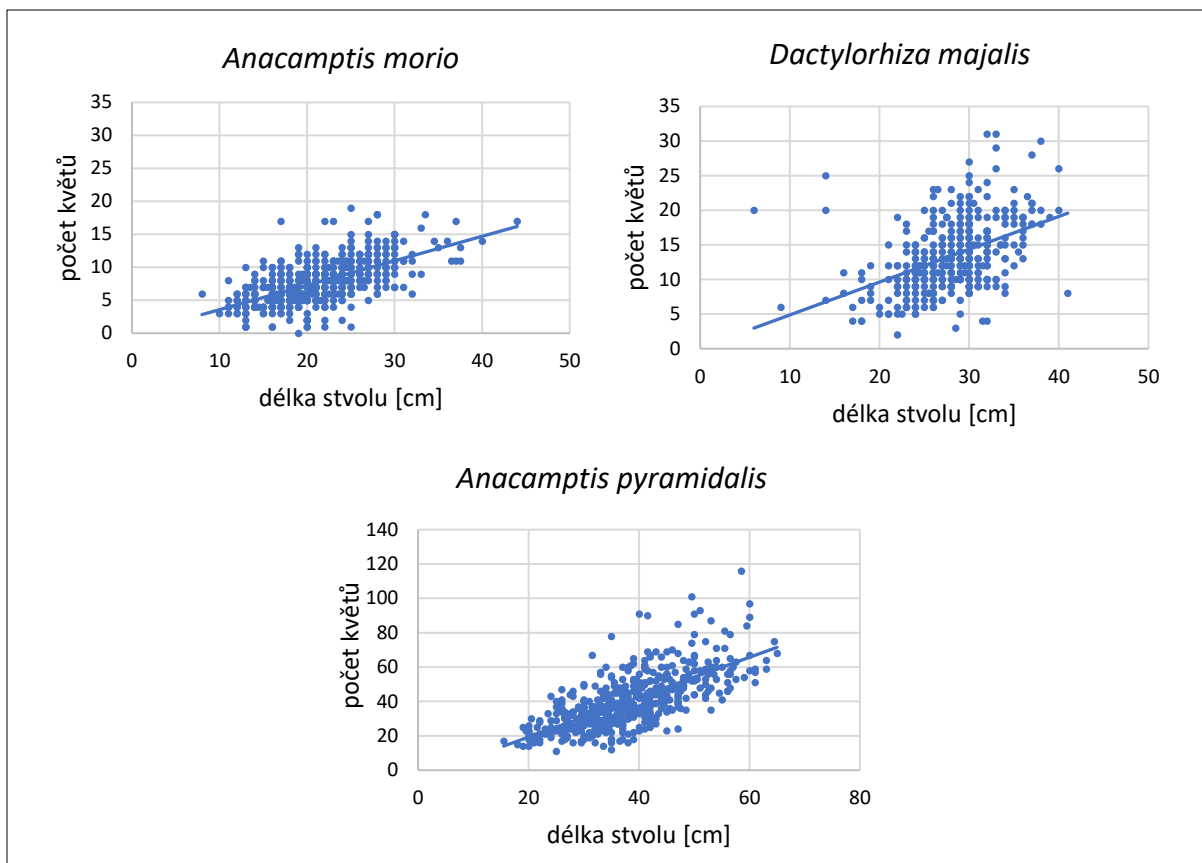 Anacamptis morio
35
30
25
20
15
10
5
0
0 10 20 30 40 50
počet květů
délka stvolu [cm]
Dactylorhiza majalis
35
30
25
20
15
10
5
0
0 10 20 30 40 50
počet květů
délka stvolu [cm]
Anacamptis pyramidalis
140
120
100
80
60
40
20
0
0 20 40 60 80
počet květů
délka stvolu [cm]